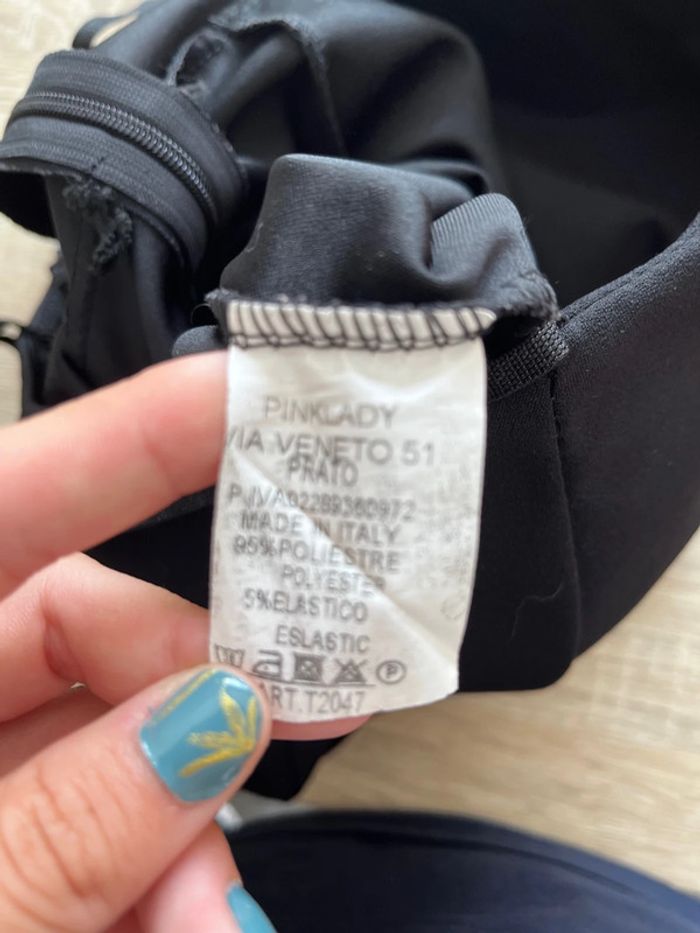 PINKLADY
VIA VENETO 51
PRATO
P.IVA02289360972
MADE IN ITALY
95%POLIESTRE
POLYESTER
5%ELASTICO
ESLASTIC
P
ART.T2047